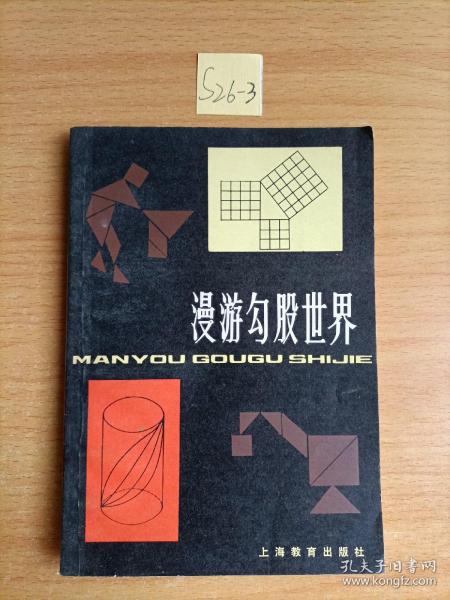 S26-3
漫游勾股世界
MANYOU GOUGU SHIJIE
上海教育出版社
孔夫子旧书网
www.kongfz.com